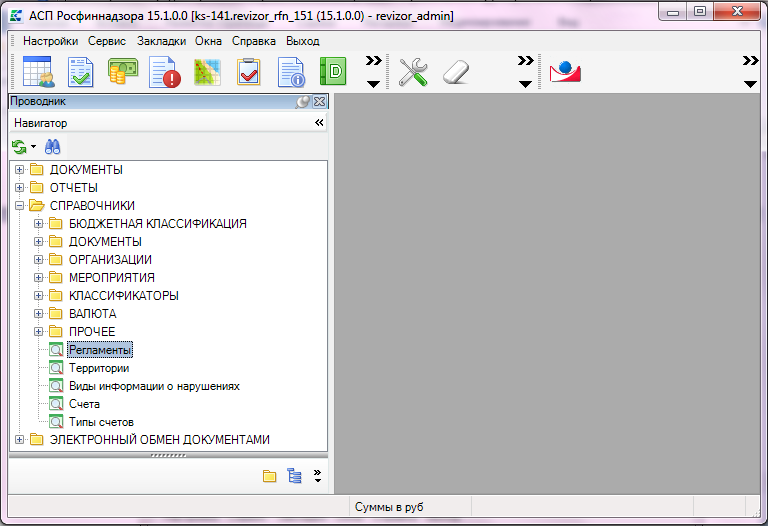 АСП Росфиннадзора 15.1.0.0 [ks-141.revizor_rfn_151 (15.1.0.0) - revizor_admin]
Настройки Сервис Закладки Окна Справка Выход
Проводник
Навигатор
ДОКУМЕНТЫ
ОТЧЕТЫ
СПРАВОЧНИКИ
БЮДЖЕТНАЯ КЛАССИФИКАЦИЯ
ДОКУМЕНТЫ
ОРГАНИЗАЦИИ
МЕРОПРИЯТИЯ
КЛАССИФИКАТОРЫ
ВАЛЮТА
ПРОЧЕЕ
Регламенты
Территории
Виды информации о нарушениях
Счета
Типы счетов
ЭЛЕКТРОННЫЙ ОБМЕН ДОКУМЕНТАМИ
Суммы в руб